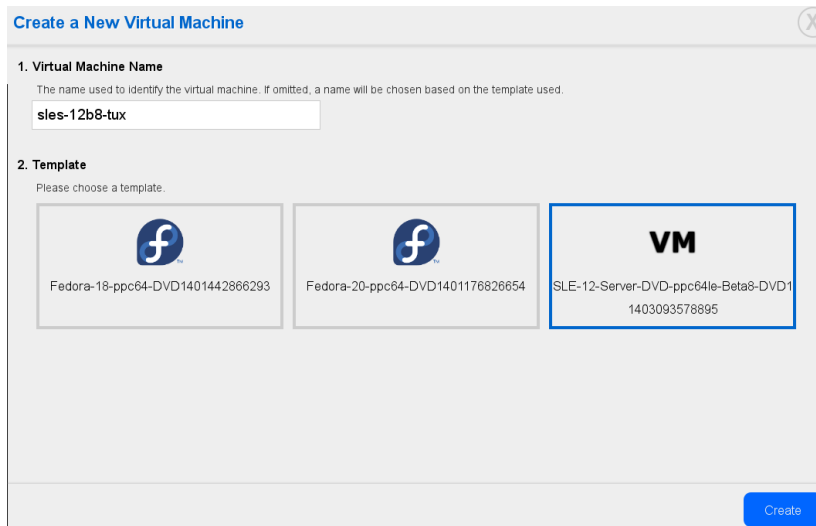 Create a New Virtual Machine
X
1. Virtual Machine Name
The name used to identify the virtual machine. If omitted, a name will be chosen based on the template used.
sles-12b8-tux
2. Template
Please choose a template.
Fedora-18-ppc64-DVD1401442866293
Fedora-20-ppc64-DVD1401176826654
VM
SLE-12-Server-DVD-ppc64le-Beta8-DVD1
1403093578895
Create